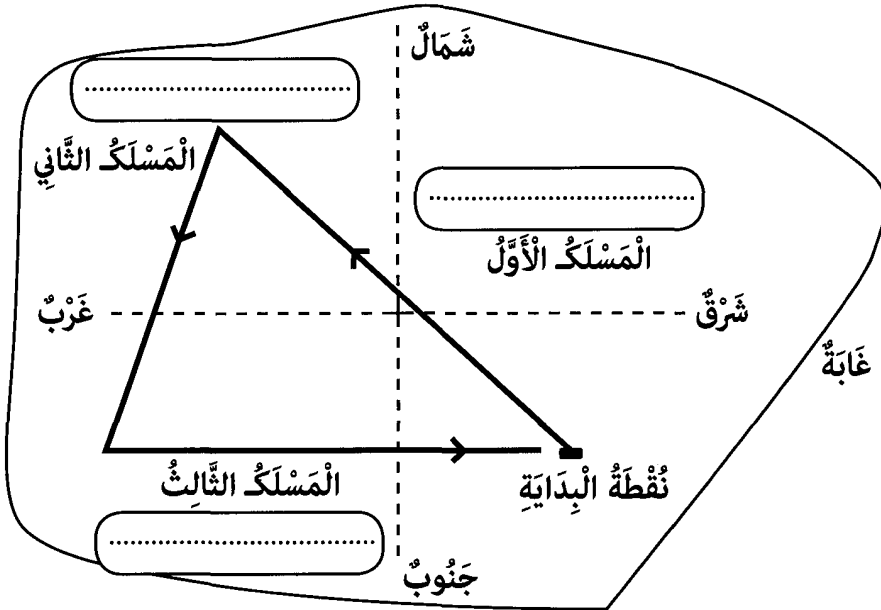 شَمَالٌ
......................................
الْمَسْلَكُـ الثَّانِي
......................................
الْمَسْلَكُـ الْأَوَّلُ
شَرْقٌ
غَرْبٌ
غَابَةٌ
نُقْطَةُ الْبِدَايَةِ
الْمَسْلَكُـ الثَّالِثُ
......................................
جَنُوبٌ